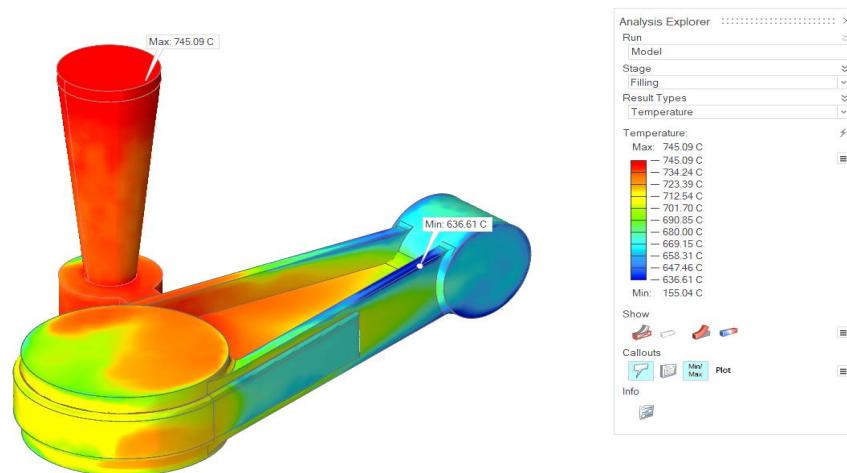 Max: 745.09 C
Min: 636.61 C
Analysis Explorer
Run
Model
Stage
Filling
Result Types
Temperature
Temperature:
Max: 745.09 C
745.09 C
734.24 C
723.39 C
712.54 C
701.70 C
690.85 C
680.00 C
669.15 C
658.31 C
647.46 C
636.61 C
Min: 155.04 C
Show
Callouts
Min/
Max
Plot
Info